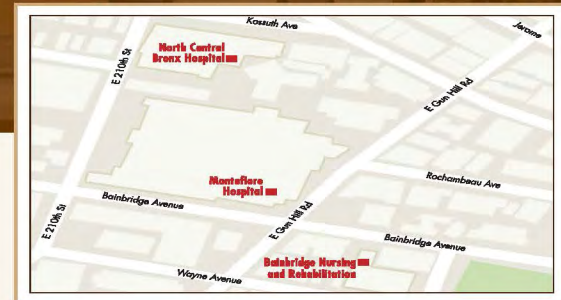 Kossuth Ave
Jerome
North Central
Bronx Hospital
E 210th St
E Gun Hill Rd
Montefiore
Hospital
Rochambeau Ave
Bainbridge Avenue
E 210th St
E Gun Hill Rd
Bainbridge Avenue
Bainbridge Nursing
and Rehabilitation
Wayne Avenue